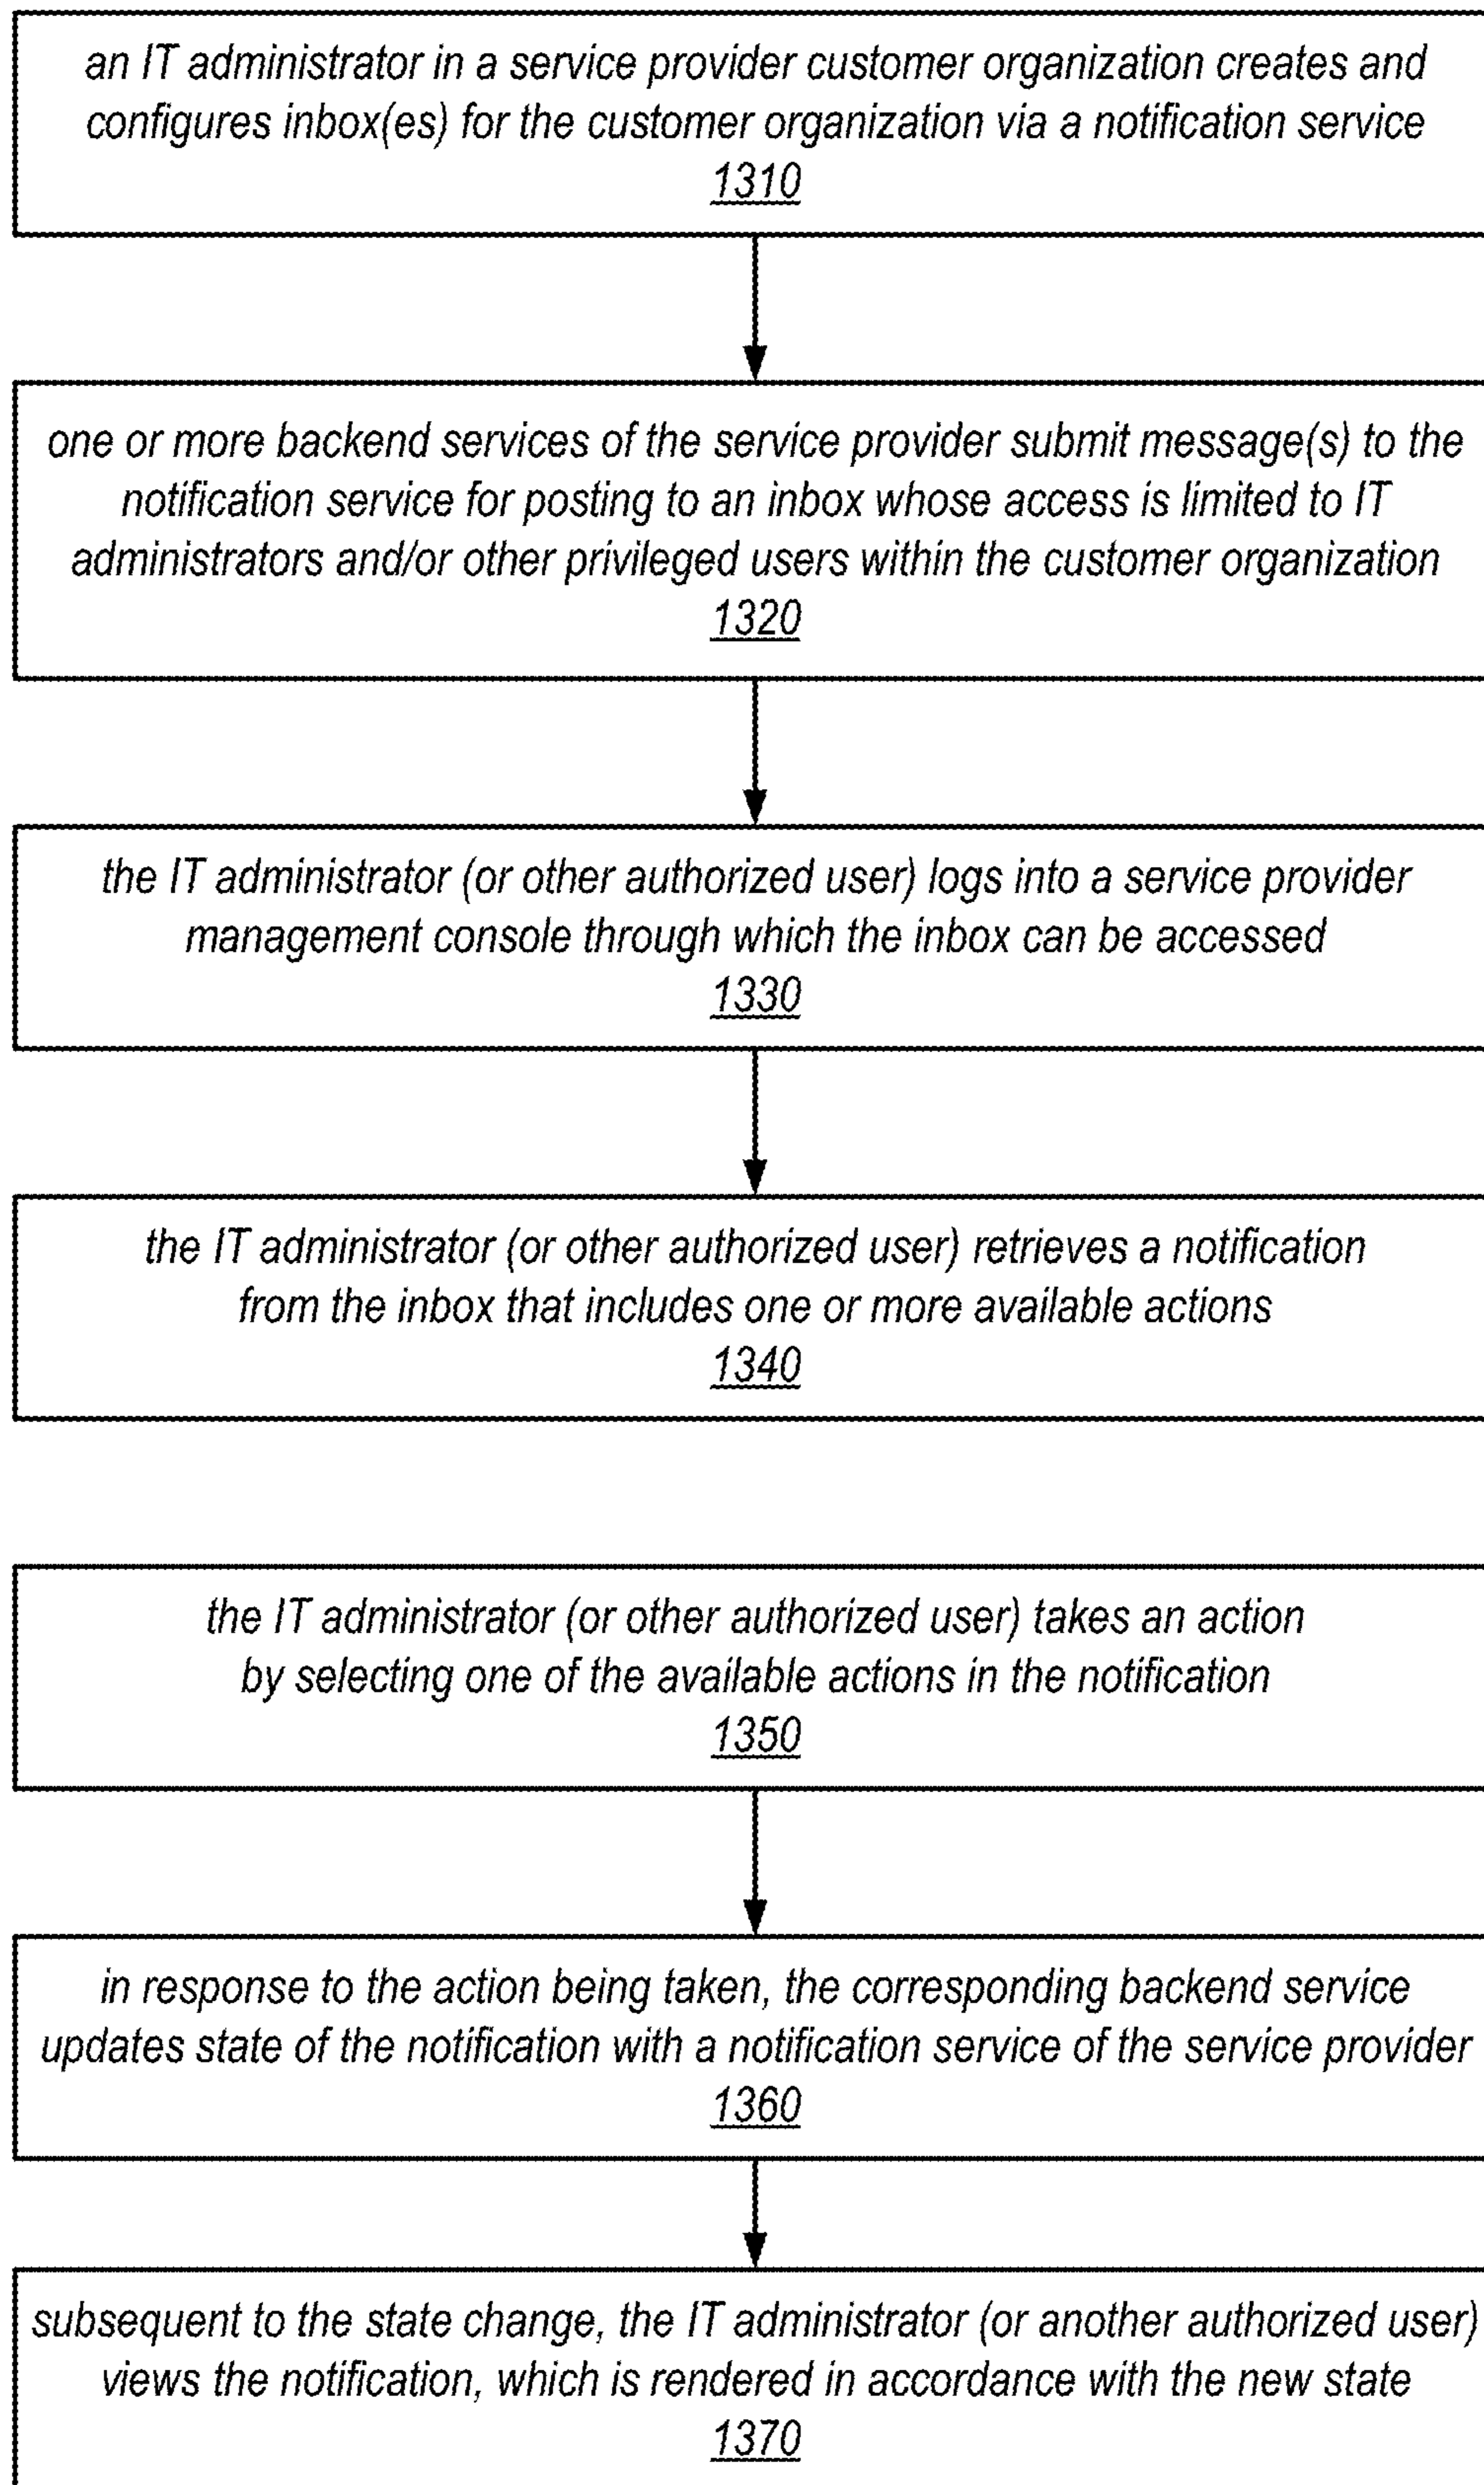 an IT administrator in a service provider customer organization creates and
configures inbox(es) for the customer organization via a notification service
1310
one or more backend services of the service provider submit message(s) to the
notification service for posting to an inbox whose access is limited to IT
administrators and/or other privileged users within the customer organization
1320
the IT administrator (or other authorized user) logs into a service provider
management console through which the inbox can be accessed
1330
the IT administrator (or other authorized user) retrieves a notification
from the inbox that includes one or more available actions
1340
the IT administrator (or other authorized user) takes an action
by selecting one of the available actions in the notification
1350
in response to the action being taken, the corresponding backend service
updates state of the notification with a notification service of the service provider
1360
subsequent to the state change, the IT administrator (or another authorized user)
views the notification, which is rendered in accordance with the new state
1370